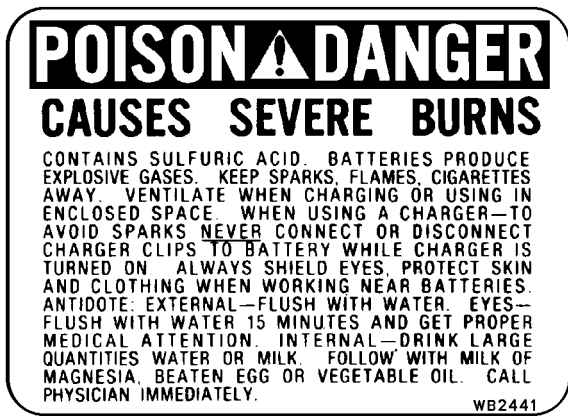 POISON DANGER
CAUSES SEVERE BURNS
CONTAINS SULFURIC ACID. BATTERIES PRODUCE
EXPLOSIVE GASES. KEEP SPARKS, FLAMES, CIGARETTES
AWAY. VENTILATE WHEN CHARGING OR USING IN
ENCLOSED SPACE. WHEN USING A CHARGER—TO
AVOID SPARKS NEVER CONNECT OR DISCONNECT
CHARGER CLIPS TO BATTERY WHILE CHARGER IS
TURNED ON. ALWAYS SHIELD EYES, PROTECT SKIN
AND CLOTHING WHEN WORKING NEAR BATTERIES.
ANTIDOTE: EXTERNAL—FLUSH WITH WATER. EYES—
FLUSH WITH WATER 15 MINUTES AND GET PROPER
MEDICAL ATTENTION. INTERNAL—DRINK LARGE
QUANTITIES WATER OR MILK. FOLLOW WITH MILK OF
MAGNESIA, BEATEN EGG OR VEGETABLE OIL. CALL
PHYSICIAN IMMEDIATELY.
WB2441